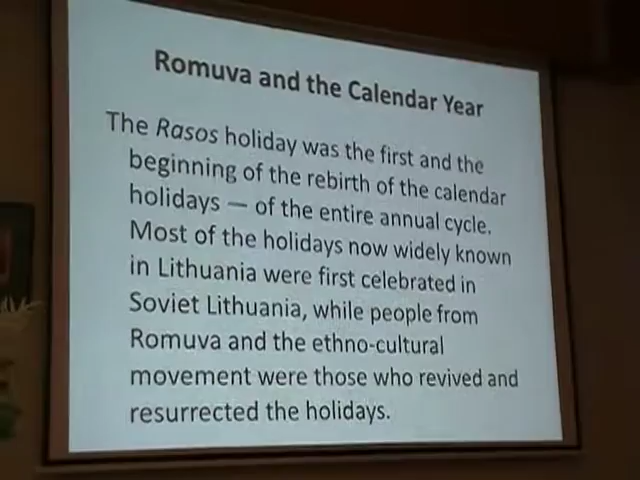 Romuva and the Calendar Year
The Rasos holiday was the first and the
beginning of the rebirth of the calendar
holidays — of the entire annual cycle.
Most of the holidays now widely known
in Lithuania were first celebrated in
Soviet Lithuania, while people from
Romuva and the ethno-cultural
movement were those who revived and
resurrected the holidays.